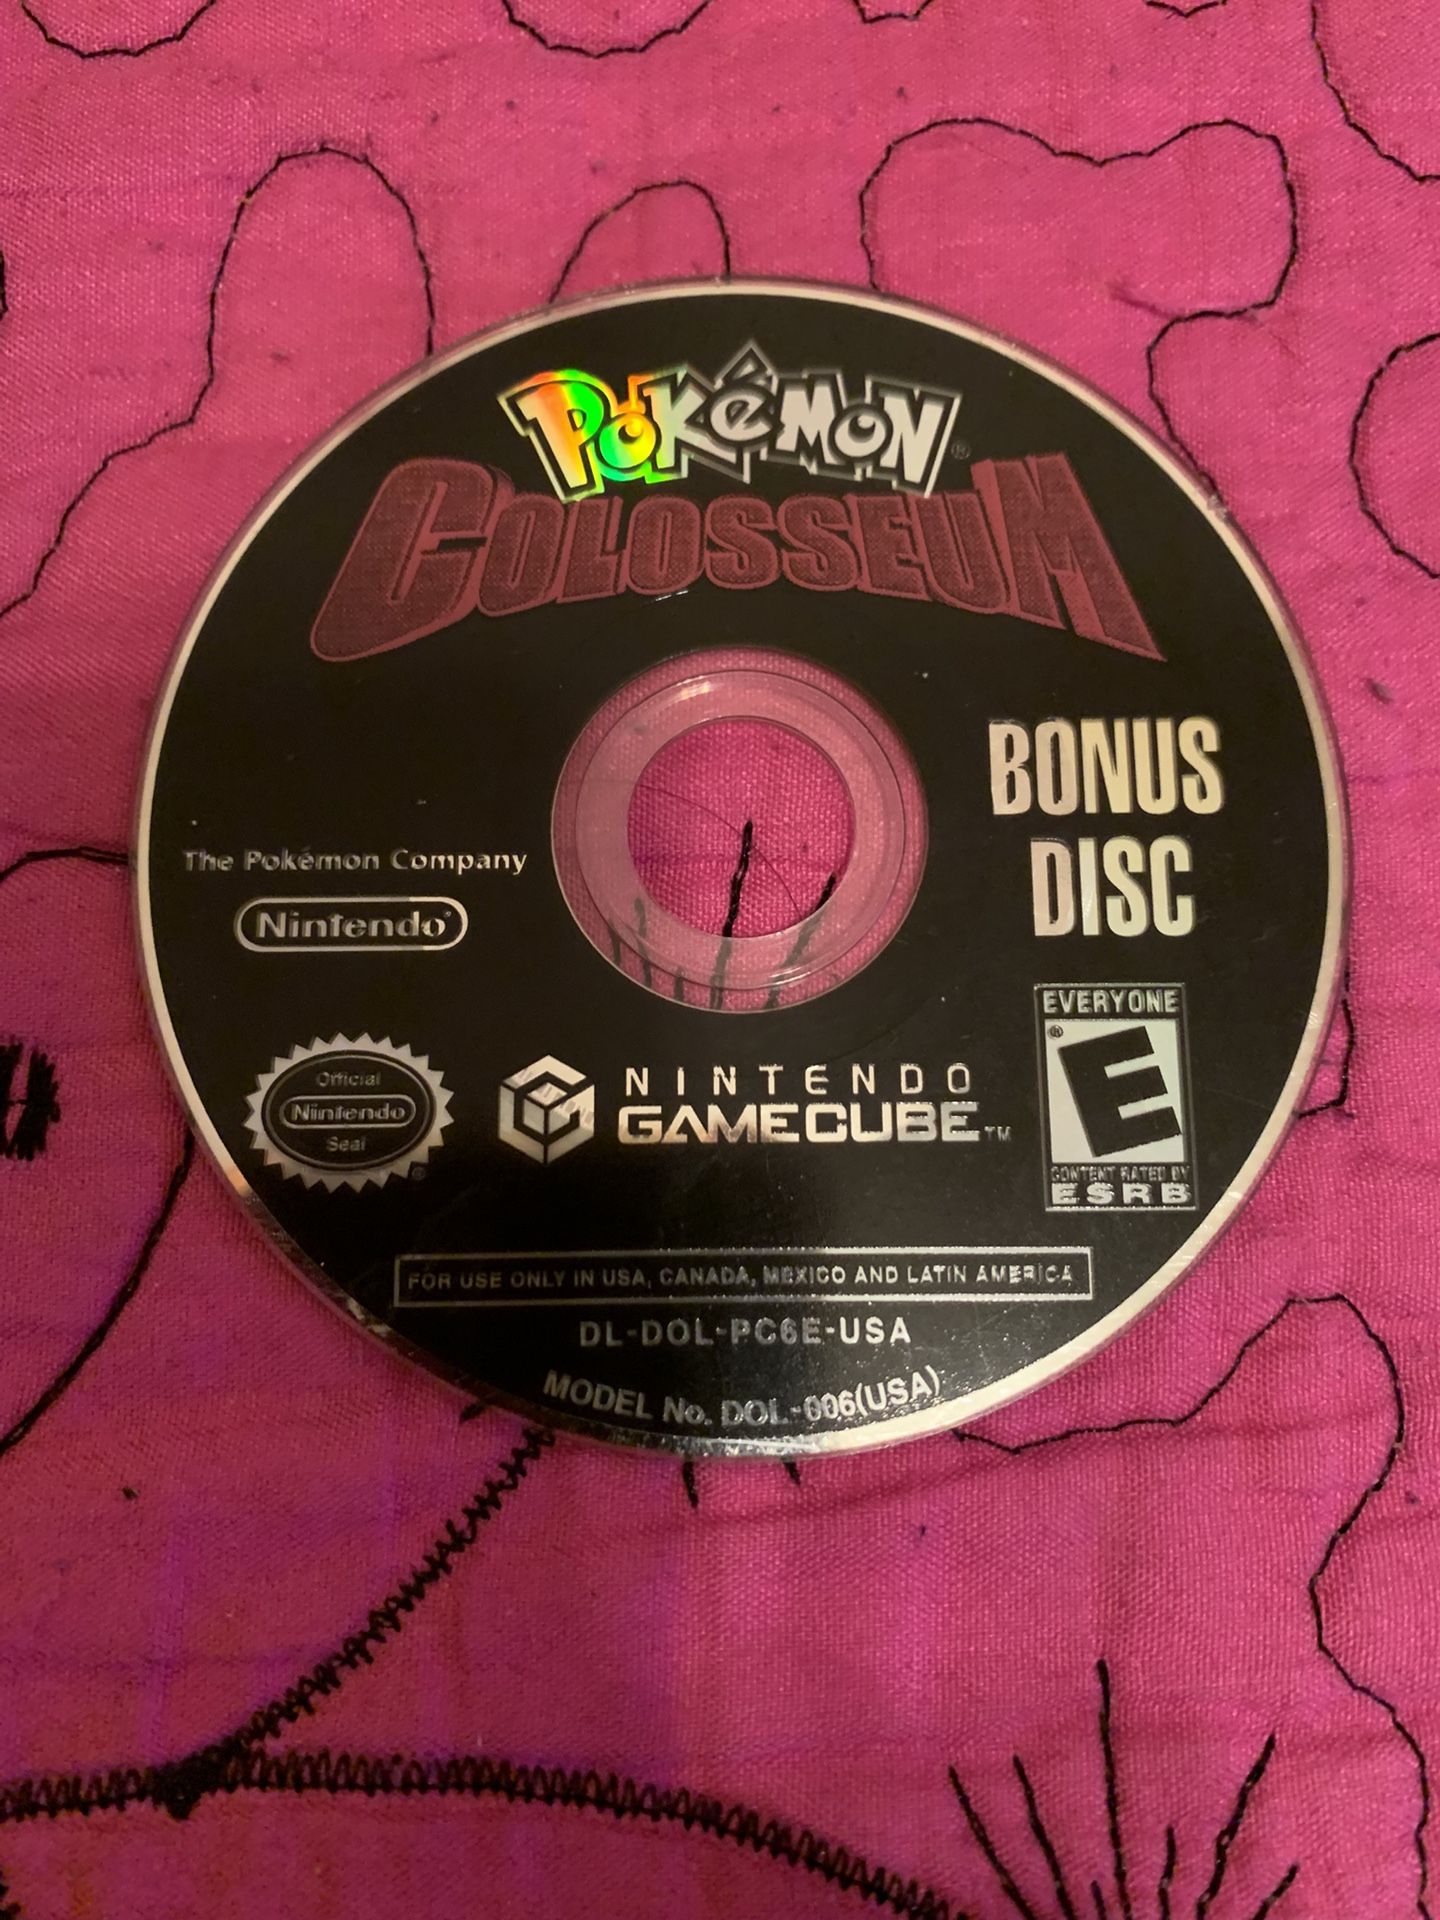 POKéMON®
COLOSSEUM
BONUS
DISC
The Pokémon Company
Nintendo®
EVERYONE
E®
CONTENT RATED BY
ESRB
Official
Nintendo
Seal®
NINTENDO
GAMECUBE™
FOR USE ONLY IN USA, CANADA, MEXICO AND LATIN AMERICA
DL-DOL-PC6E-USA
MODEL No. DOL-006(USA)